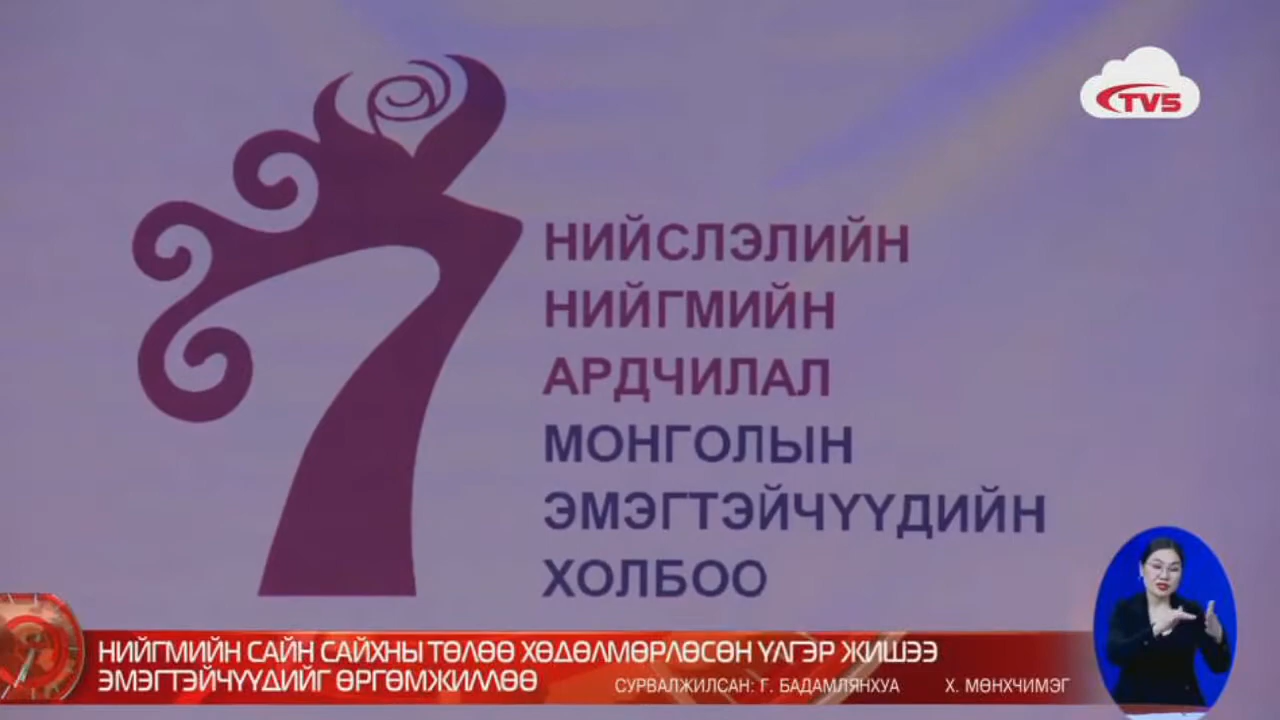 TV5
НИЙСЛЭЛИЙН
НИЙГМИЙН
АРДЧИЛАЛ
МОНГОЛЫН
ЭМЭГТЭЙЧҮҮДИЙН
ХОЛБОО
НИЙГМИЙН САЙН САЙХНЫ ТӨЛӨӨ ХӨДӨЛМӨРЛӨСӨН ҮЛГЭР ЖИШЭЭ
ЭМЭГТЭЙЧҮҮДИЙГ ӨРГӨМЖИЛЛӨӨ
СУРВАЛЖИЛСАН: Г. БАДАМЛЯНХУА Х. МӨНХЧИМЭГ